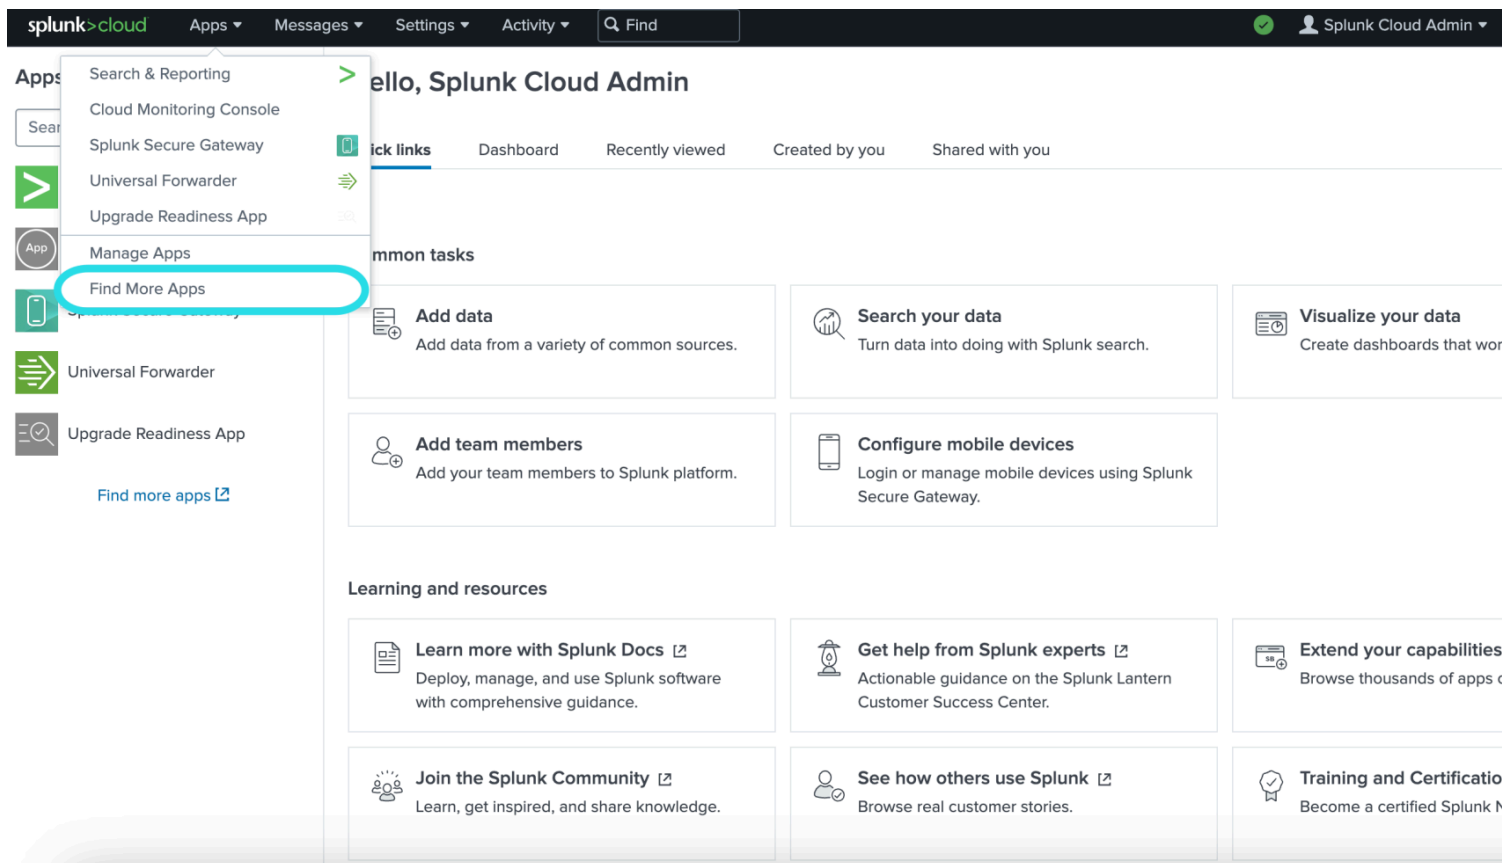 splunk>cloud Apps Messages Settings Activity Find Splunk Cloud Admin
Apps
Search & Reporting
Cloud Monitoring Console
Splunk Secure Gateway
Universal Forwarder
Upgrade Readiness App
Manage Apps
Find More Apps
App
Universal Forwarder
Upgrade Readiness App
Find more apps
ello, Splunk Cloud Admin
ick links Dashboard Recently viewed Created by you Shared with you
mmon tasks
Add data
Add data from a variety of common sources.
Search your data
Turn data into doing with Splunk search.
Visualize your data
Create dashboards that wor
Add team members
Add your team members to Splunk platform.
Configure mobile devices
Login or manage mobile devices using Splunk
Secure Gateway.
Learning and resources
Learn more with Splunk Docs
Deploy, manage, and use Splunk software
with comprehensive guidance.
Get help from Splunk experts
Actionable guidance on the Splunk Lantern
Customer Success Center.
SB
Extend your capabilities
Browse thousands of apps
Join the Splunk Community
Learn, get inspired, and share knowledge.
See how others use Splunk
Browse real customer stories.
Training and Certificatio
Become a certified Splunk N